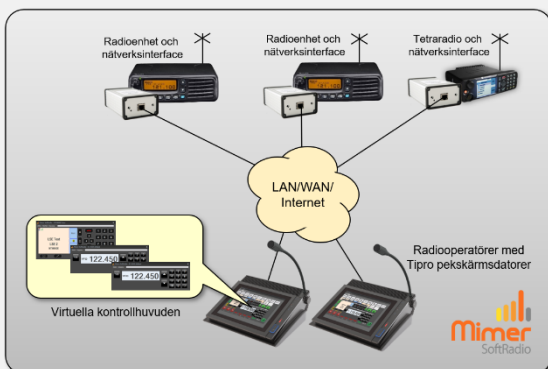 Radioenhet och
nätverksinterface
Radioenhet och
nätverksinterface
Tetraradio och
nätverksinterface
LAN/WAN/
Internet
122.450
122.450
Virtuella kontrollhuvuden
Radiooperatörer med
Tipro pekskärmsdatorer
Mimer
SoftRadio